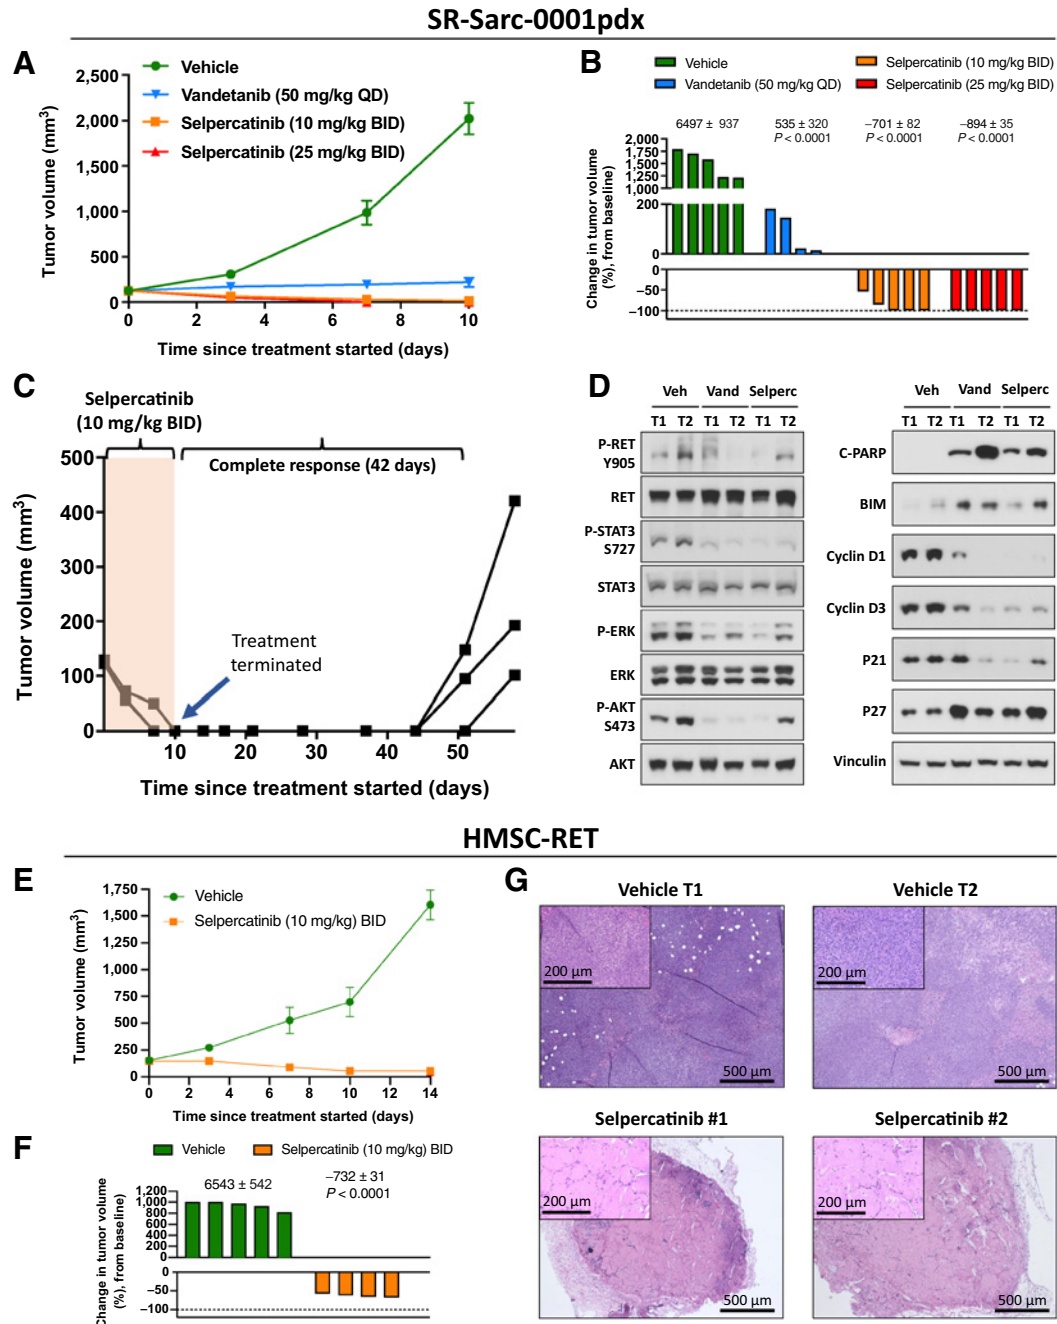 SR-Sarc-0001pdx
A
Vehicle
Vandetanib (50 mg/kg QD)
Selpercatinib (10 mg/kg BID)
Selpercatinib (25 mg/kg BID)
Tumor volume (mm³)
2,500
2,000
1,500
1,000
500
0
0 2 4 6 8 10
Time since treatment started (days)
B
Vehicle
Vandetanib (50 mg/kg QD)
Selpercatinib (10 mg/kg BID)
Selpercatinib (25 mg/kg BID)
6497 ± 937
535 ± 320
P < 0.0001
−701 ± 82
P < 0.0001
−894 ± 35
P < 0.0001
Change in tumor volume
(%), from baseline)
2,000
1,750
1,500
1,250
1,000
200
0
0
−50
−100
C
Selpercatinib
(10 mg/kg BID)
Complete response (42 days)
Treatment
terminated
Tumor volume (mm³)
500
400
300
200
100
0
10 20 30 40 50
Time since treatment started (days)
D
Veh Vand Selperc
T1 T2 T1 T2 T1 T2
P-RET
Y905
RET
P-STAT3
S727
STAT3
P-ERK
ERK
P-AKT
S473
AKT
Veh Vand Selperc
T1 T2 T1 T2 T1 T2
C-PARP
BIM
Cyclin D1
Cyclin D3
P21
P27
Vinculin
HMSC-RET
E
Vehicle
Selpercatinib (10 mg/kg) BID
Tumor volume (mm³)
1,750
1,500
1,250
1,000
750
500
250
0
0 2 4 6 8 10 12 14
Time since treatment started (days)
F
Vehicle
Selpercatinib (10 mg/kg) BID
6543 ± 542
−732 ± 31
P < 0.0001
Change in tumor volume
(%), from baseline)
1,200
1,000
800
600
400
200
0
0
−50
−100
G
Vehicle T1
200 µm
500 µm
Vehicle T2
200 µm
500 µm
Selpercatinib #1
200 µm
500 µm
Selpercatinib #2
200 µm
500 µm